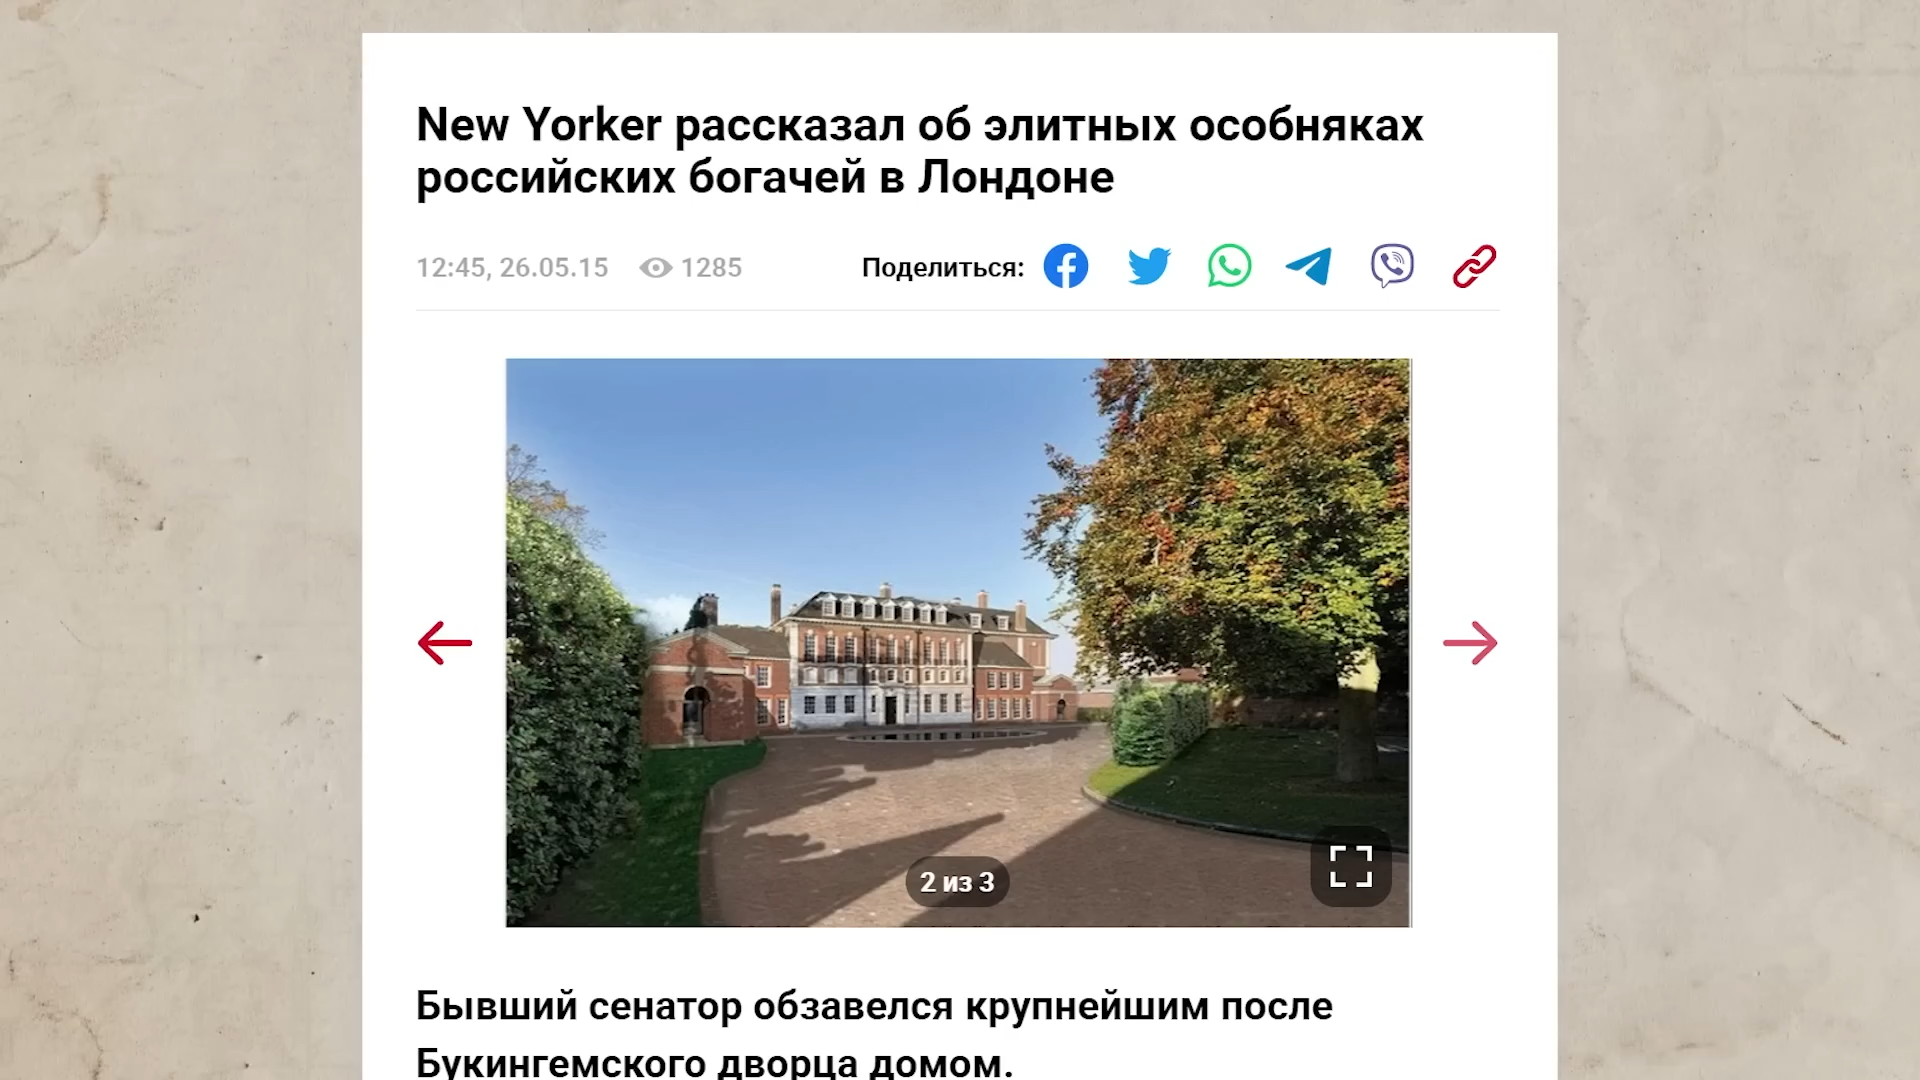 New Yorker рассказал об элитных особняках
российских богачей в Лондоне
12:45, 26.05.15 1285 Поделиться:
2 из 3
Бывший сенатор обзавелся крупнейшим после
Букингемского дворца домом.